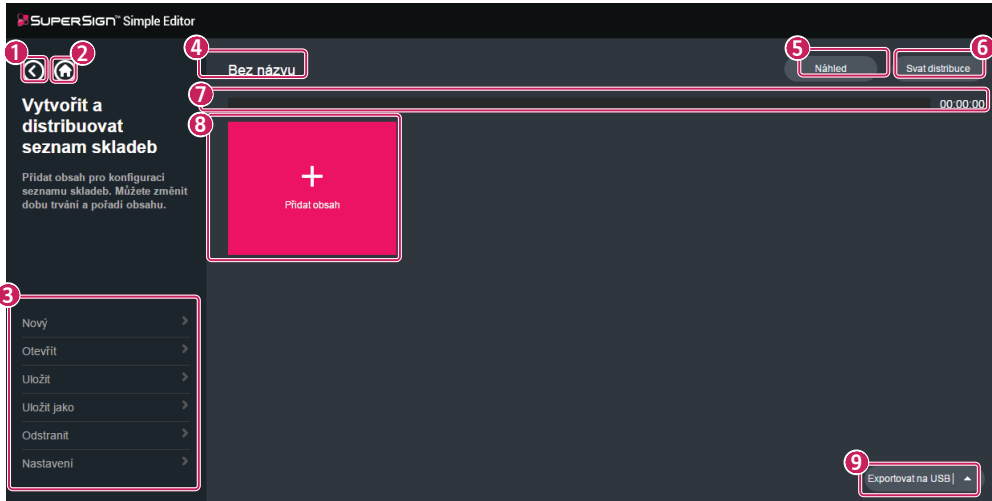 SUPERSIGN™ Simple Editor
1
2
4
Bez názvu
5
Náhled
6
Svat distribuce
7
00:00:00
Vytvořit a
distribuovat
seznam skladeb
Přidat obsah pro konfiguraci
seznamu skladeb. Můžete změnit
dobu trvání a pořadí obsahu.
8
+
Přidat obsah
3
Nový
Otevřít
Uložit
Uložit jako
Odstranit
Nastavení
9
Exportovat na USB|